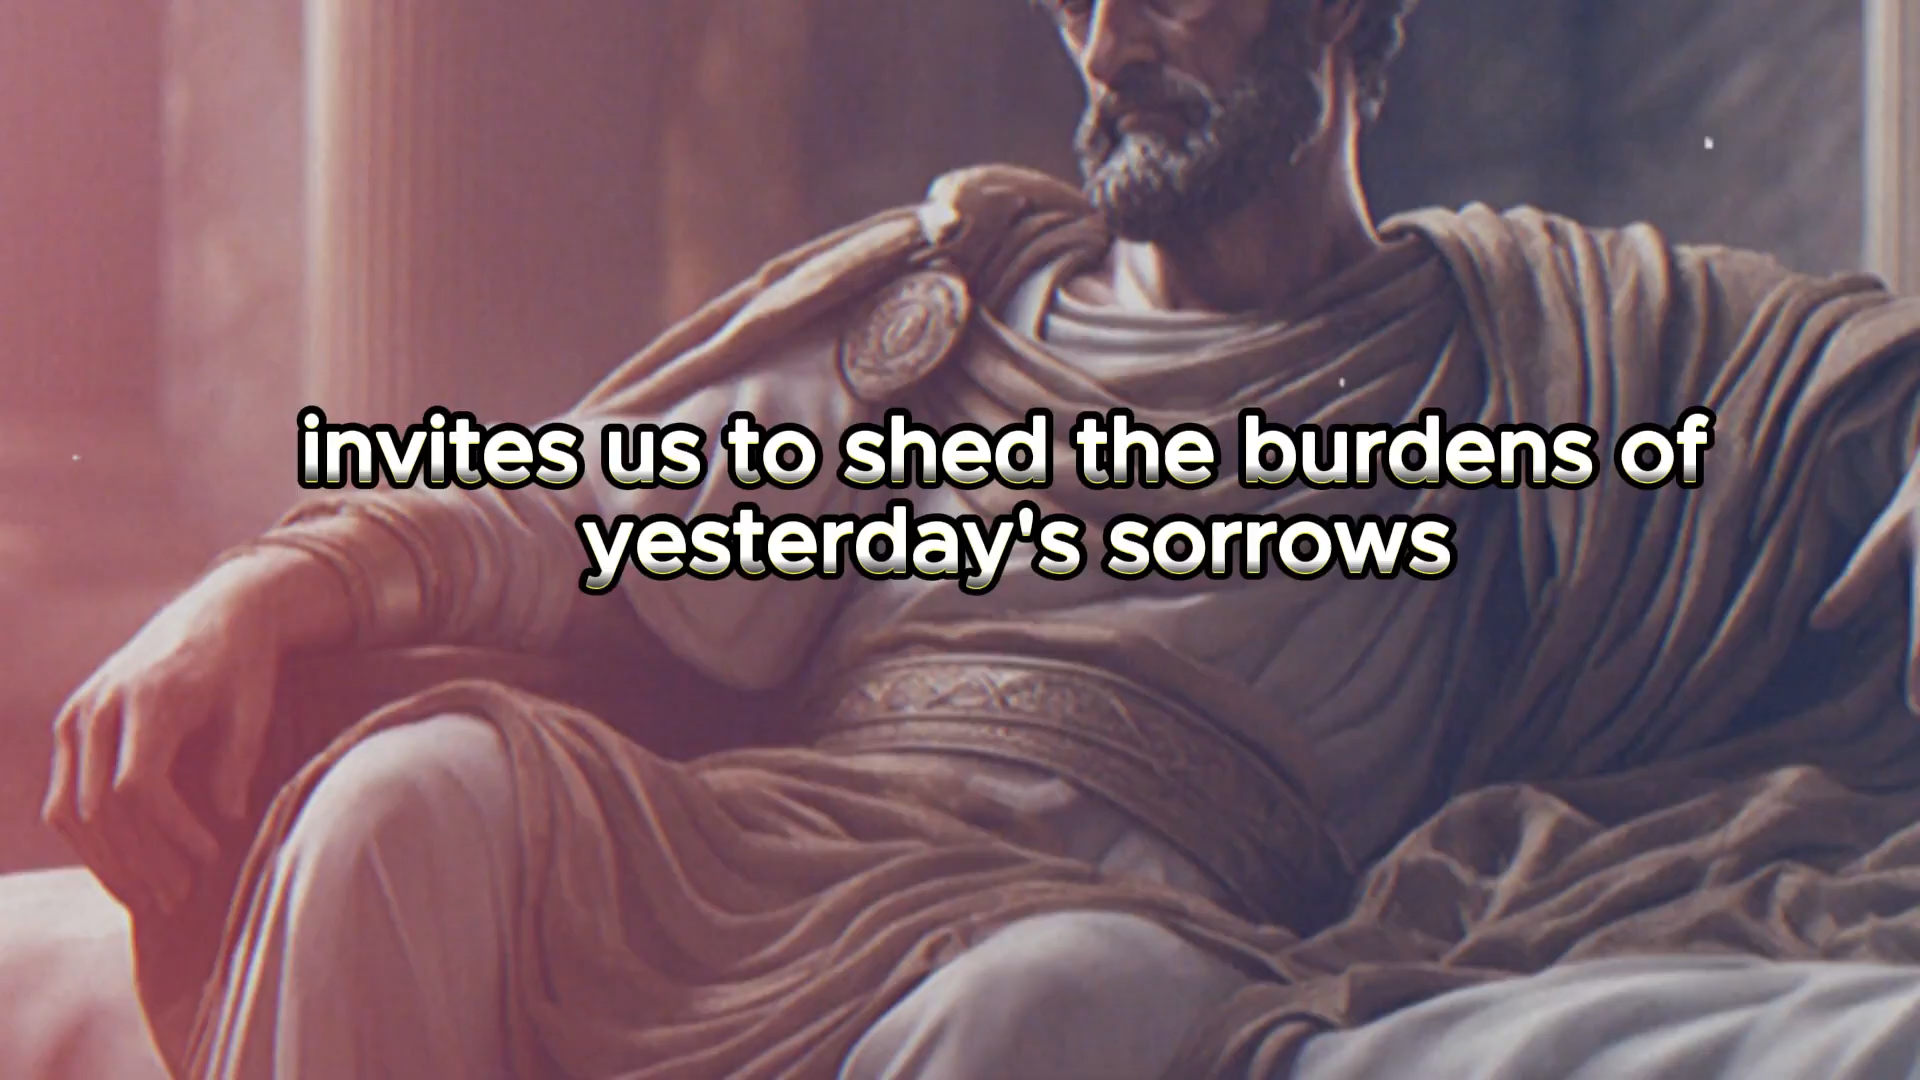 invites us to shed the burdens of
yesterday's sorrows